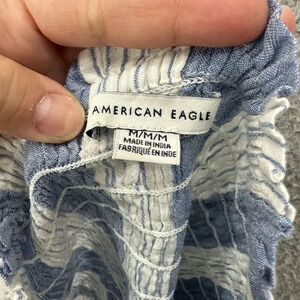 AMERICAN EAGLE
M/M/M
MADE IN INDIA
FABRIQUÉ EN INDE